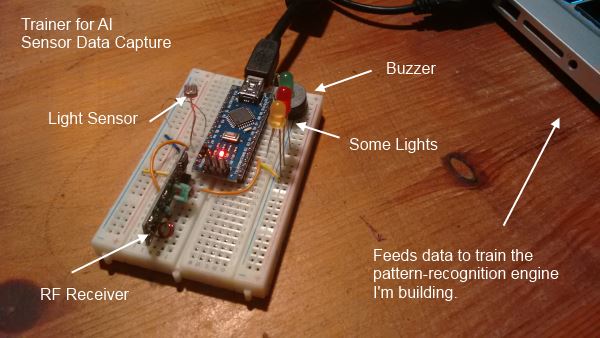 Trainer for AI
Sensor Data Capture
Buzzer
Light Sensor
Some Lights
RF Receiver
Feeds data to train the
pattern-recognition engine
I'm building.